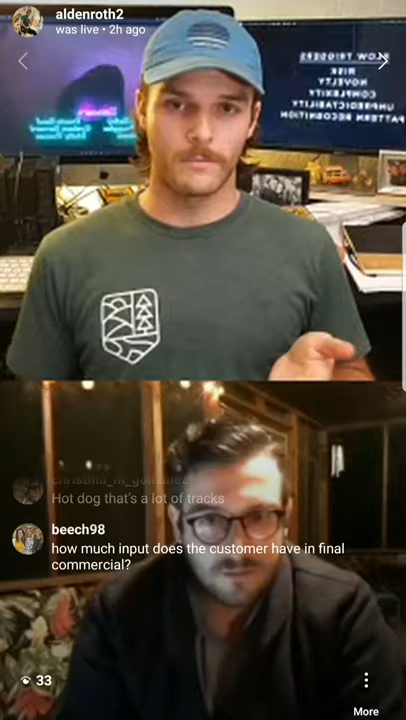 aldenroth2
was live • 2h ago
FLOW TRIGGERS
RISK
NOVELTY
COMPLEXITY
UNPREDICTABILITY
PATTERN RECOGNITION
christina_m_gonzalez
Hot dog that's a lot of tracks
beech98
how much input does the customer have in final
commercial?
33
More